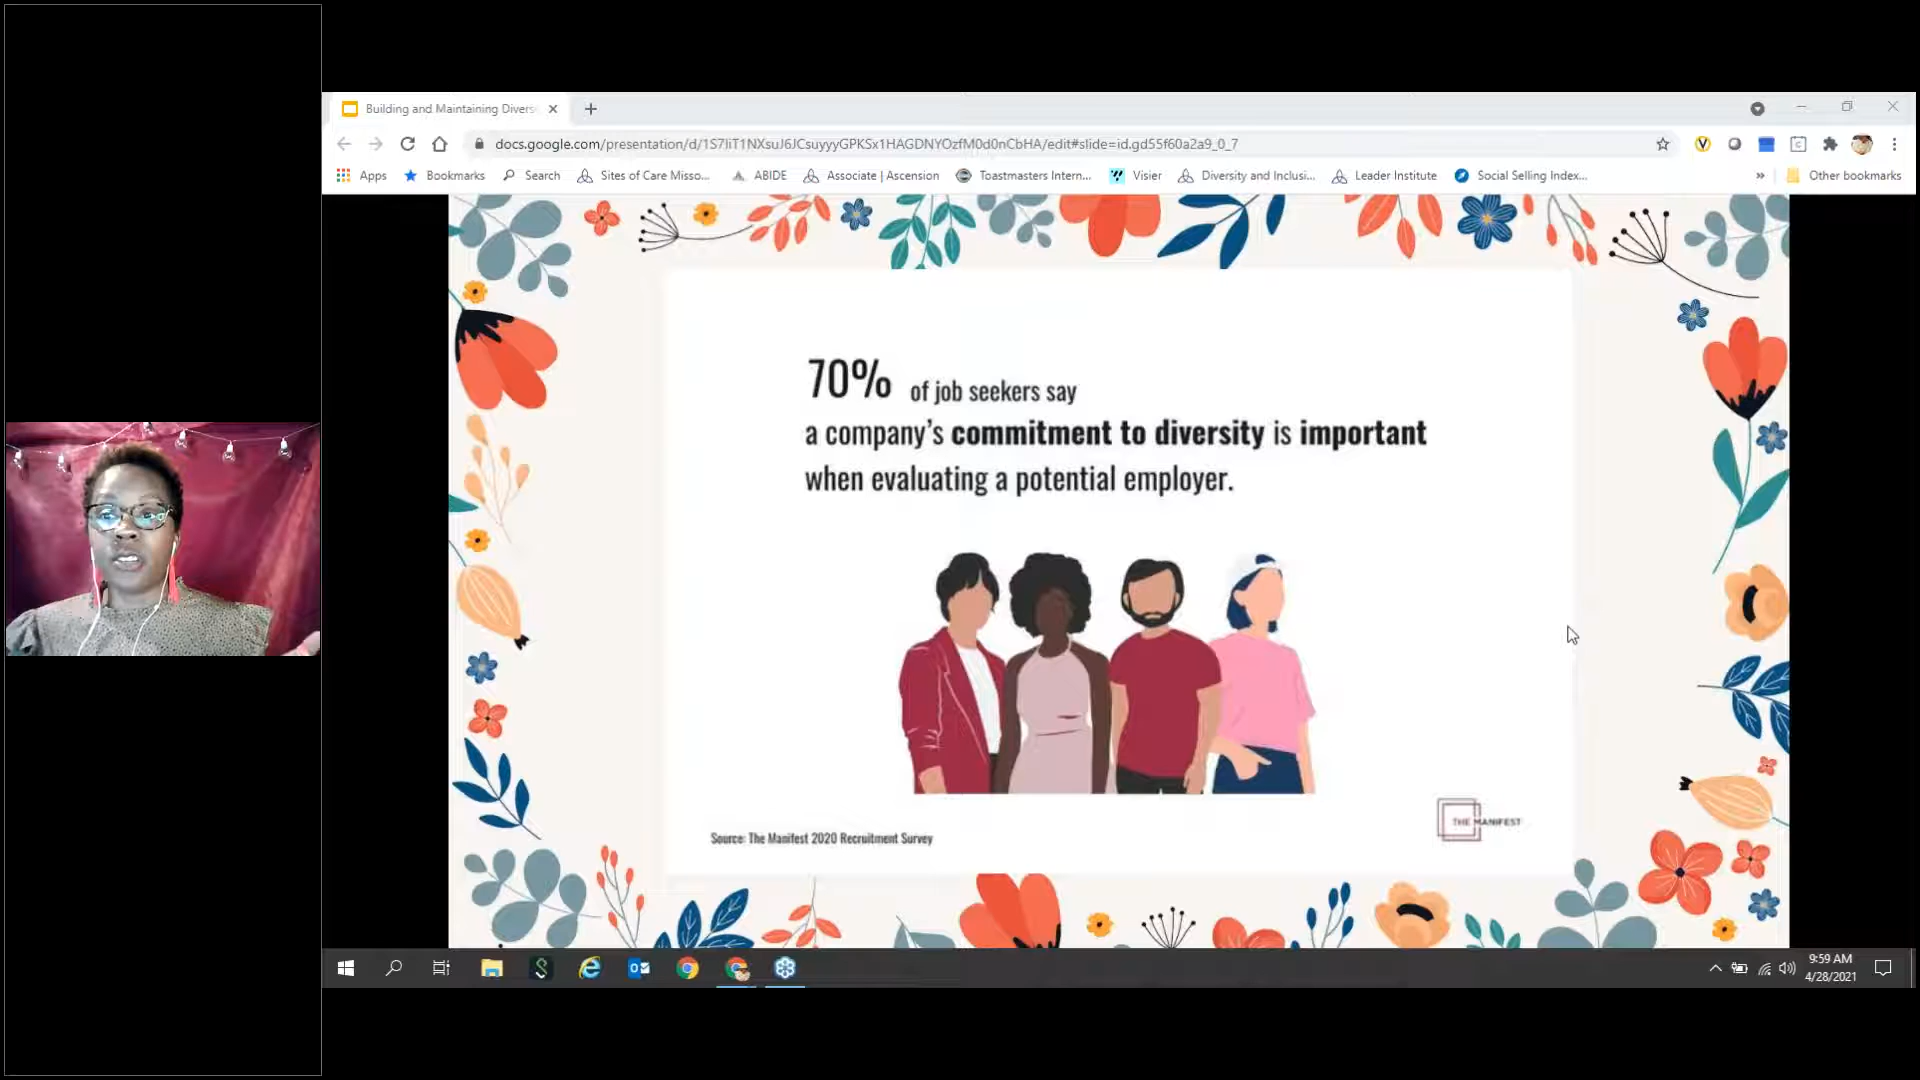 Building and Maintaining Divers
docs.google.com/presentation/d/1S7IiT1NXsuJ6JCsuyyyGPKSx1HAGDNYOzfM0d0nCbHA/edit#slide=id.gd55f60a2a9_0_7
Apps Bookmarks Search Sites of Care Misso... ABIDE Associate | Ascension Toastmasters Intern... Visier Diversity and Inclusi... Leader Institute Social Selling Index... » Other bookmarks
70% of job seekers say
a company's commitment to diversity is important
when evaluating a potential employer.
THE MANIFEST
Source: The Manifest 2020 Recruitment Survey
9:59 AM
4/28/2021